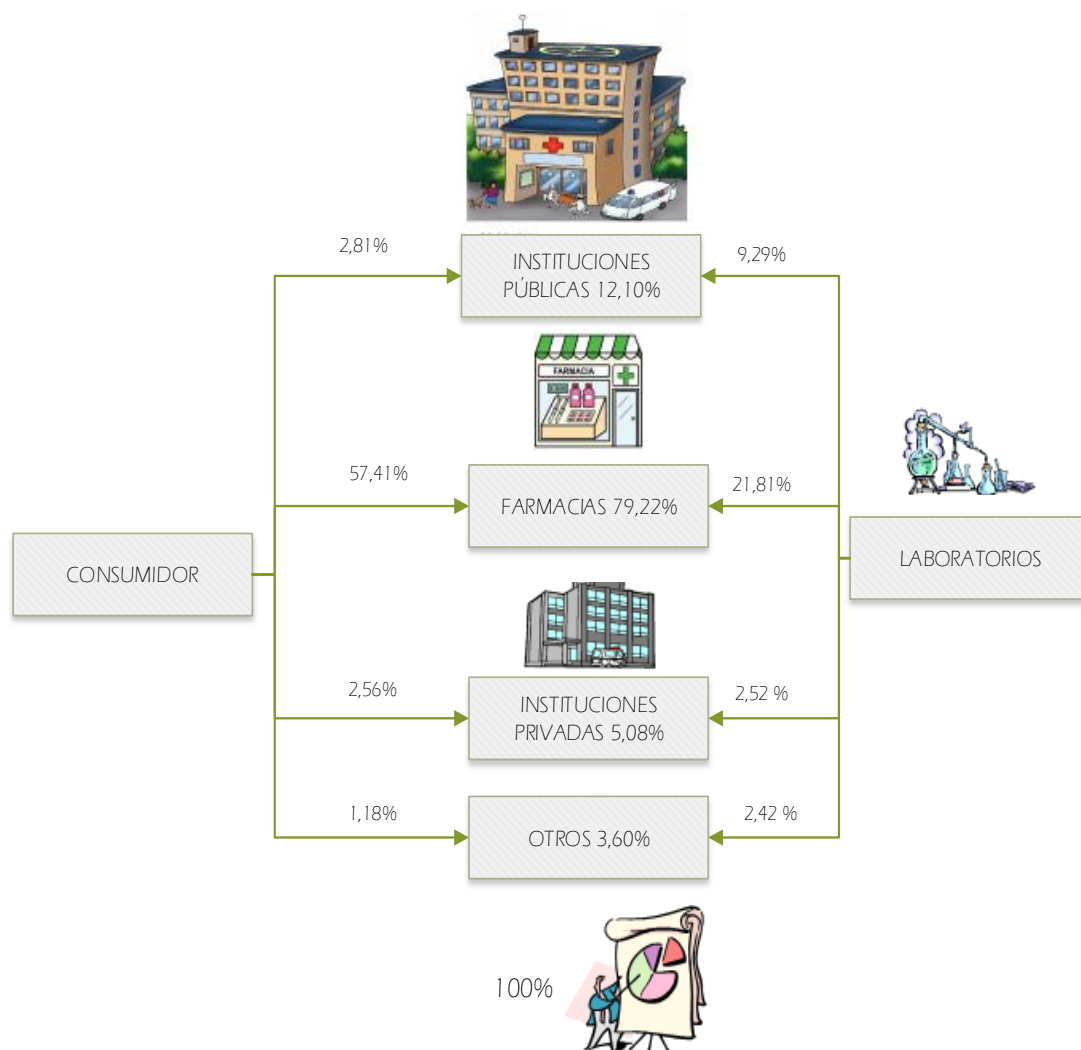 2,81%
9,29%
INSTITUCIONES
PÚBLICAS 12,10%
FARMACIA
57,41%
21,81%
FARMACIAS 79,22%
CONSUMIDOR
LABORATORIOS
2,56%
2,52 %
INSTITUCIONES
PRIVADAS 5,08%
1,18%
2,42 %
OTROS 3,60%
100%